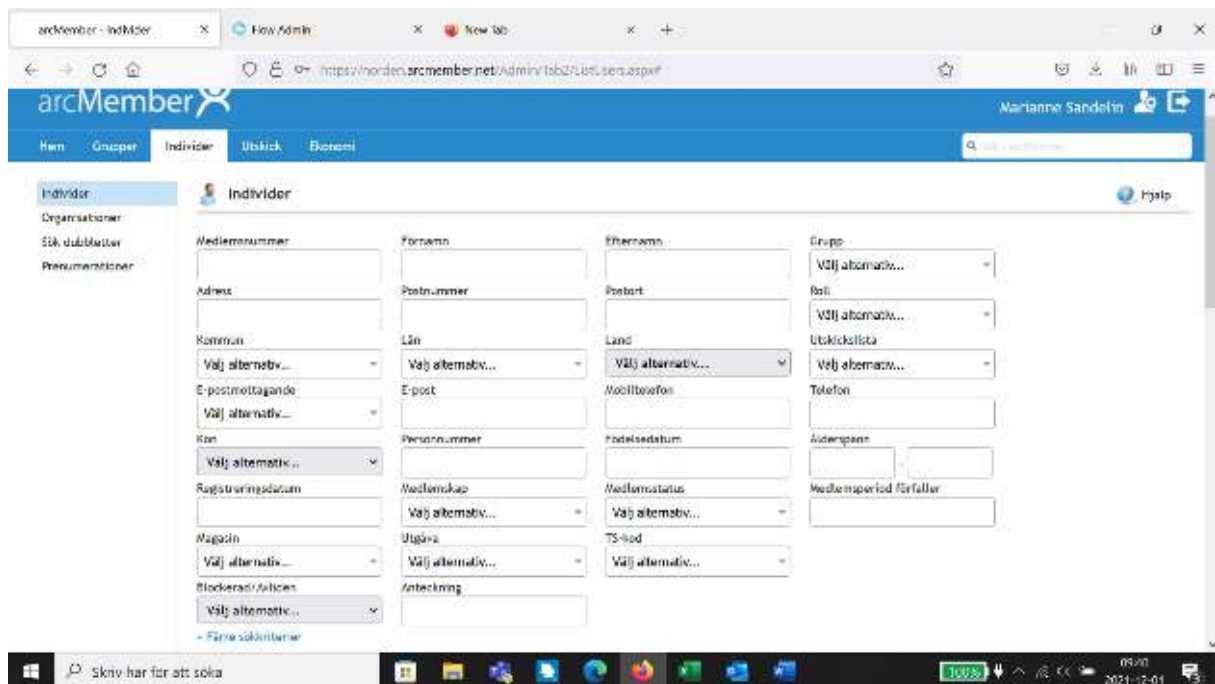 arcMember - Individer × Flow Admin × New Tab × +
https://norden.arcmember.net/Admin/Tab2/ListUsers.aspx#
arcMember Marianne Sandelin
Hem Grupper Individer Utskick Ekonomi
Individer Individer Hjälp
Organisationer
Sök dubbletter Medlemsnummer Förnamn Efternamn Grupp
Prenumerationer Välj alternativ...
Adress Postnummer Postort Roll
Välj alternativ...
Kommun Län Land Utskickslista
Välj alternativ... Välj alternativ... Välj alternativ... Välj alternativ...
E-postmottagande E-post Mobiltelefon Telefon
Välj alternativ...
Kön Personnummer Födelsedatum Ålderspann
Välj alternativ... -
Registreringsdatum Medlemskap Medlemsstatus Medlemsperiod förfaller
Välj alternativ... Välj alternativ...
Magasin Utgåva TS-kod
Välj alternativ... Välj alternativ... Välj alternativ...
Blockerad/Avliden Anteckning
Välj alternativ...
- Färre sökkriterier
Skriv här för att söka 100% 09:40
2021-12-01 3